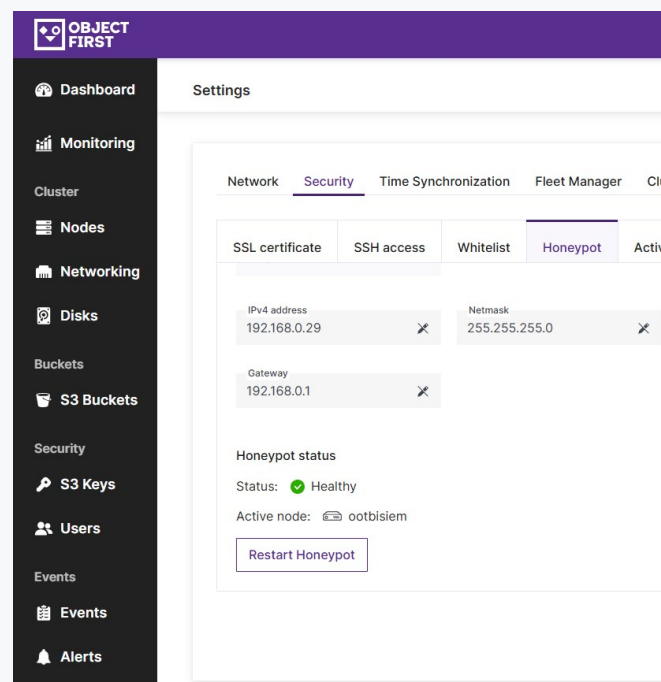 OBJECT
FIRST
Dashboard
Monitoring
Cluster
Nodes
Networking
Disks
Buckets
S3 Buckets
Security
S3 Keys
Users
Events
Events
Alerts
Settings
Network Security Time Synchronization Fleet Manager
SSL certificate SSH access Whitelist Honeypot
IPv4 address
192.168.0.29
Netmask
255.255.255.0
Gateway
192.168.0.1
Honeypot status
Status: Healthy
Active node: ootbisiem
Restart Honeypot